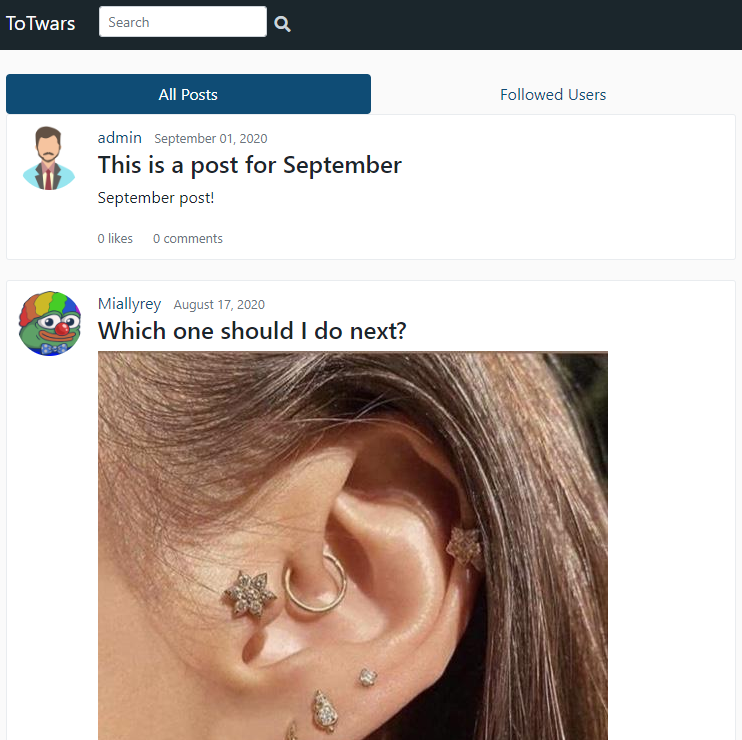 ToTwars
Search
All Posts
Followed Users
admin September 01, 2020
This is a post for September
September post!
0 likes 0 comments
Miallyrey August 17, 2020
Which one should I do next?